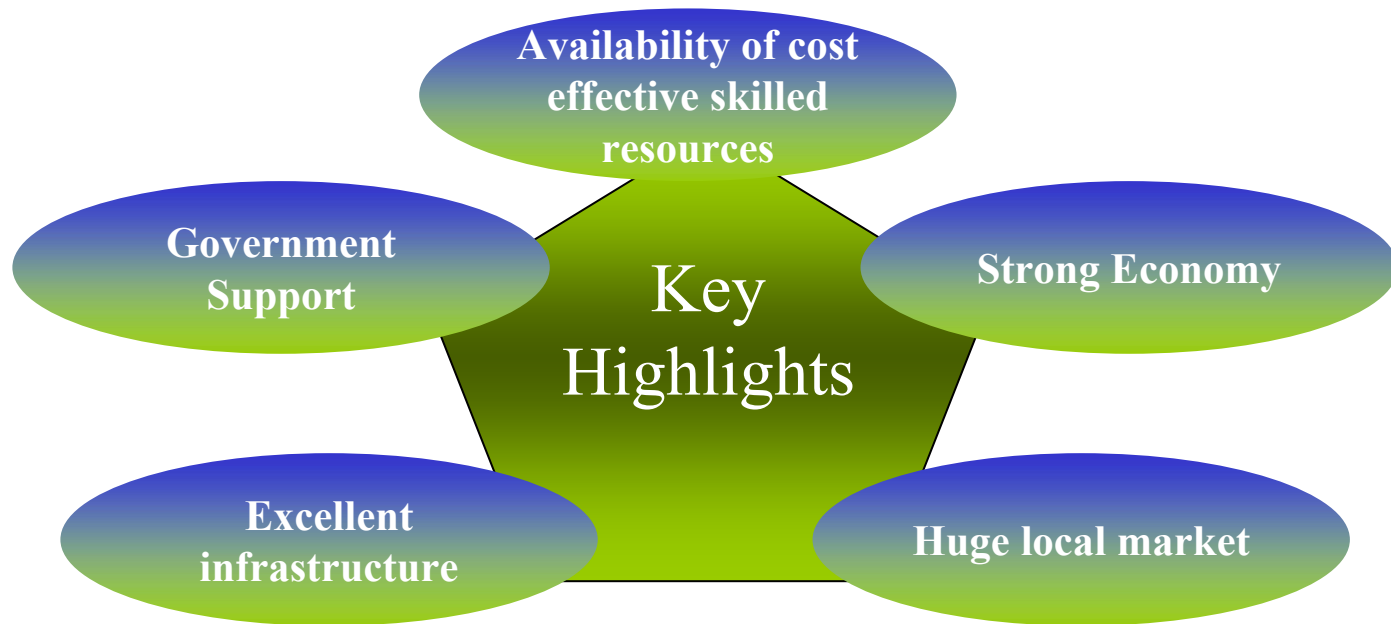 Availability of cost
effective skilled
resources
Government
Support
Strong Economy
Key
Highlights
Excellent
infrastructure
Huge local market